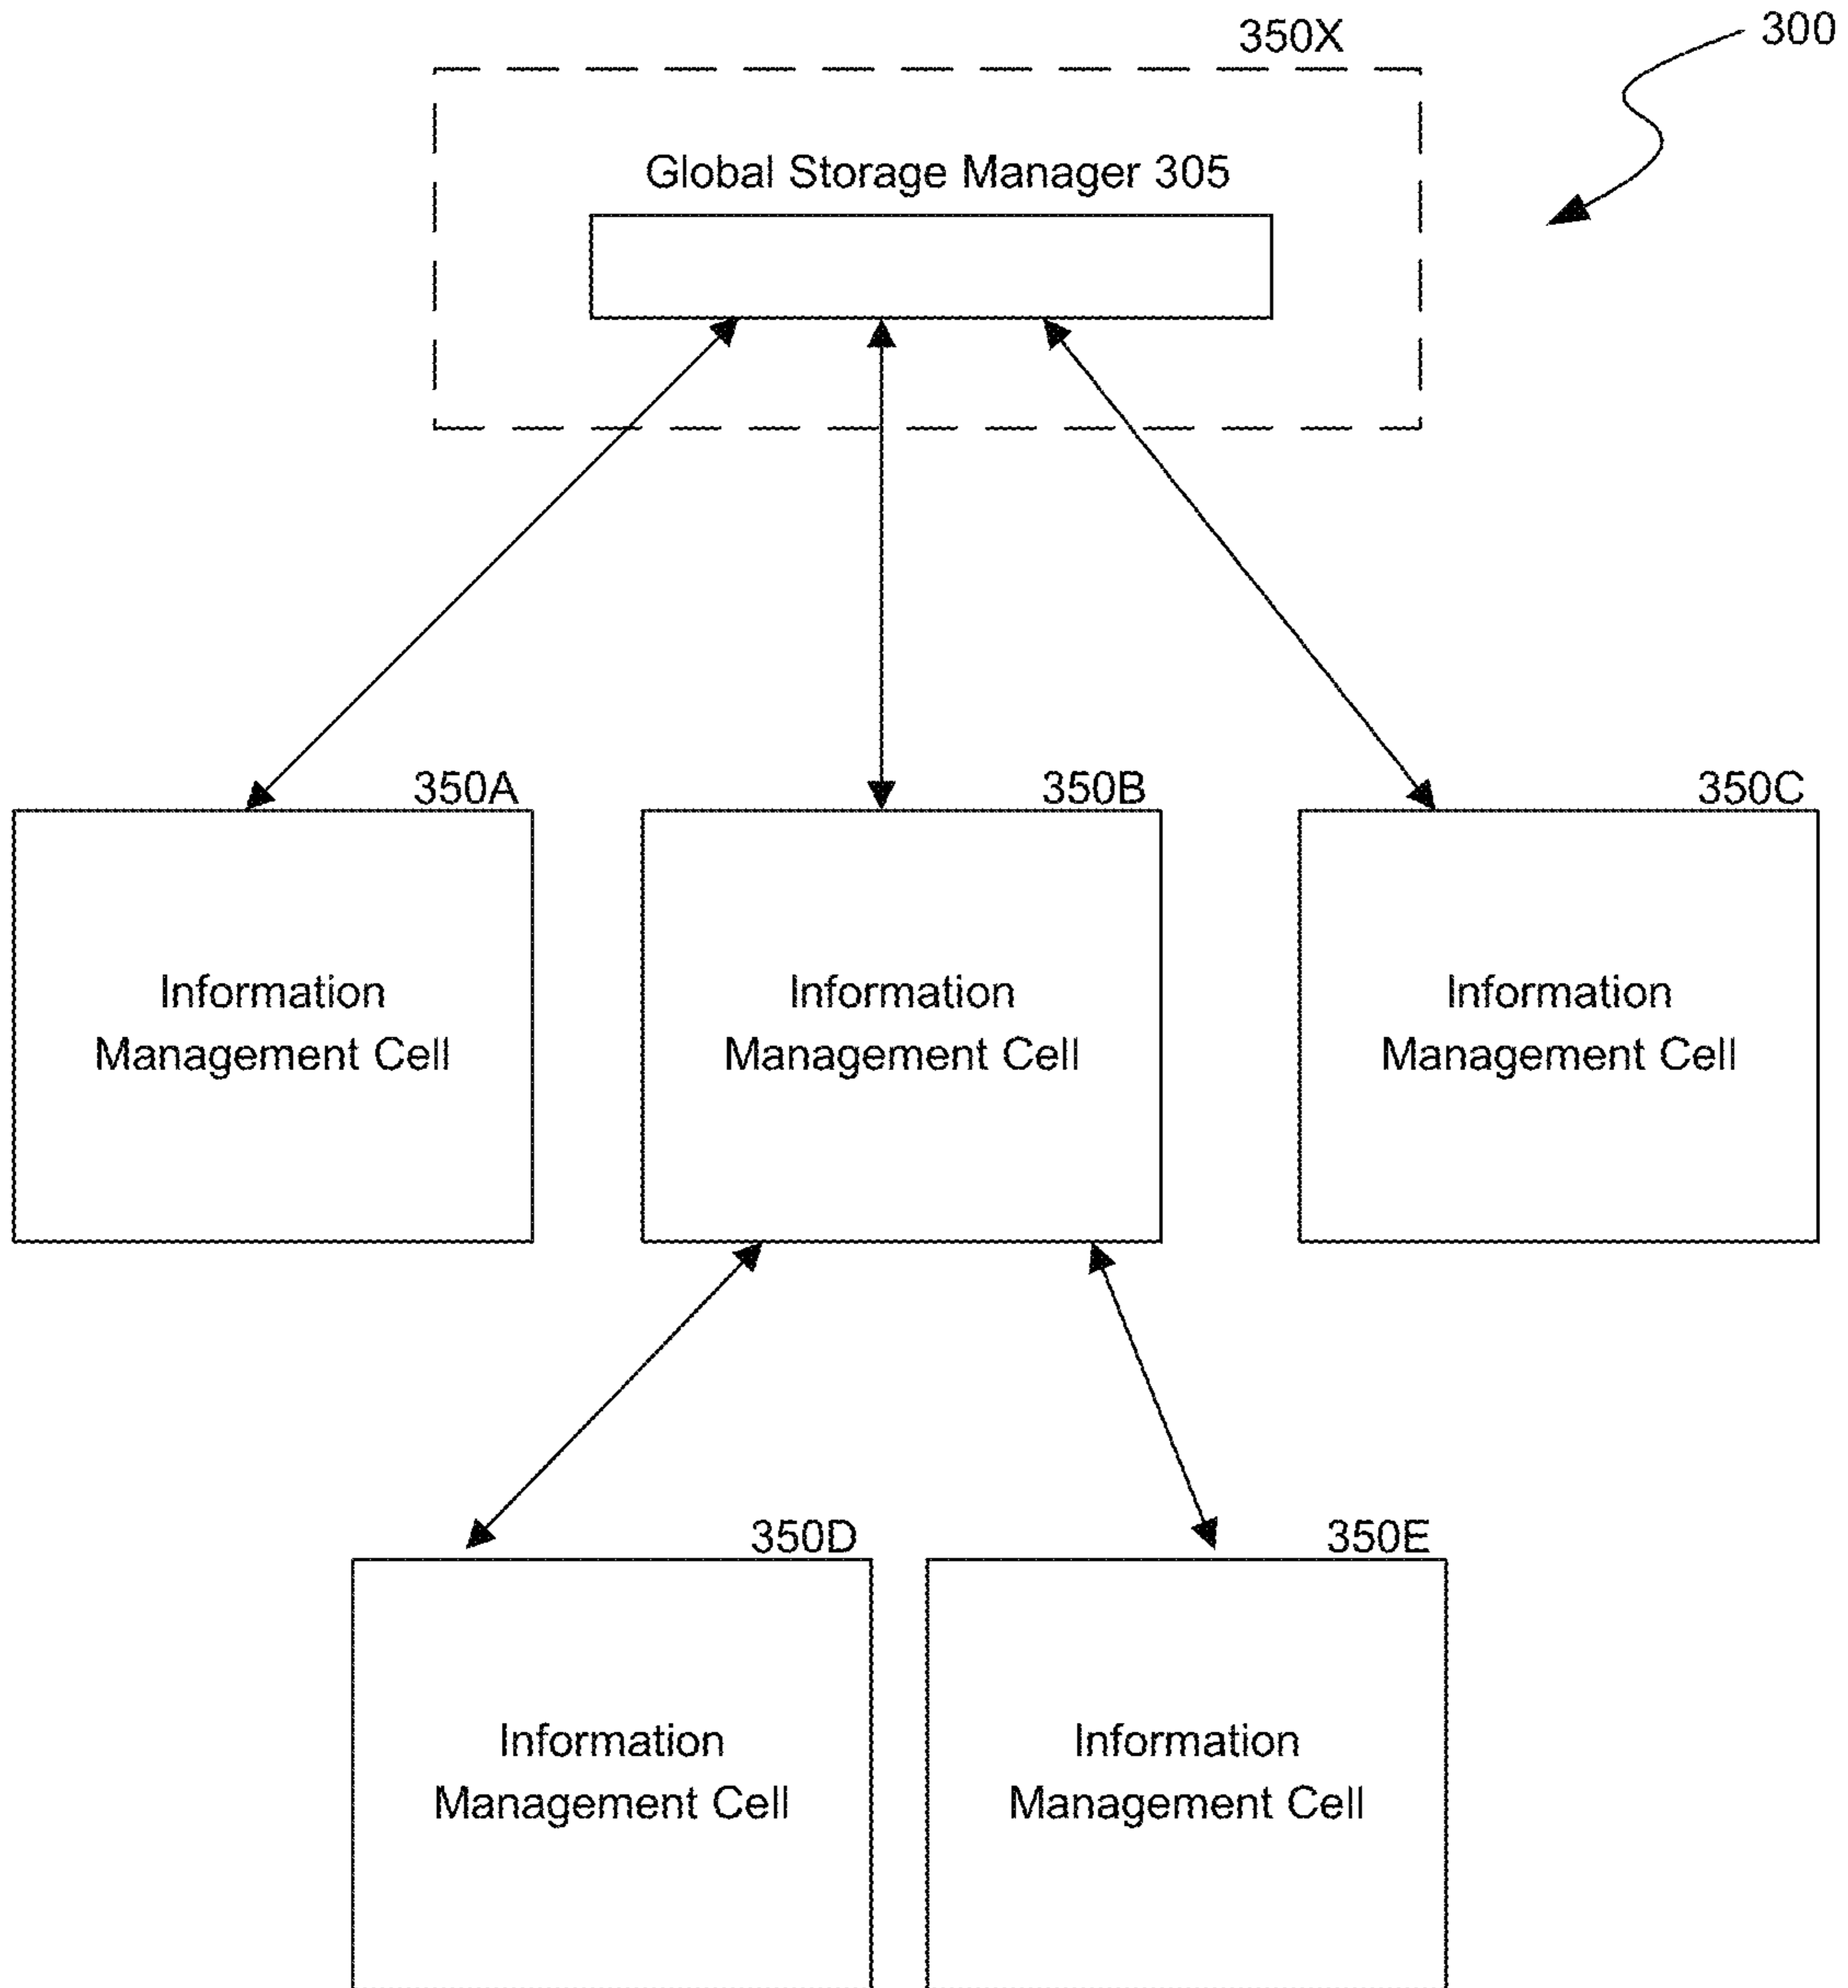 350X
300
Global Storage Manager 305
350A
350B
350C
Information
Management Cell
Information
Management Cell
Information
Management Cell
350D
350E
Information
Management Cell
Information
Management Cell